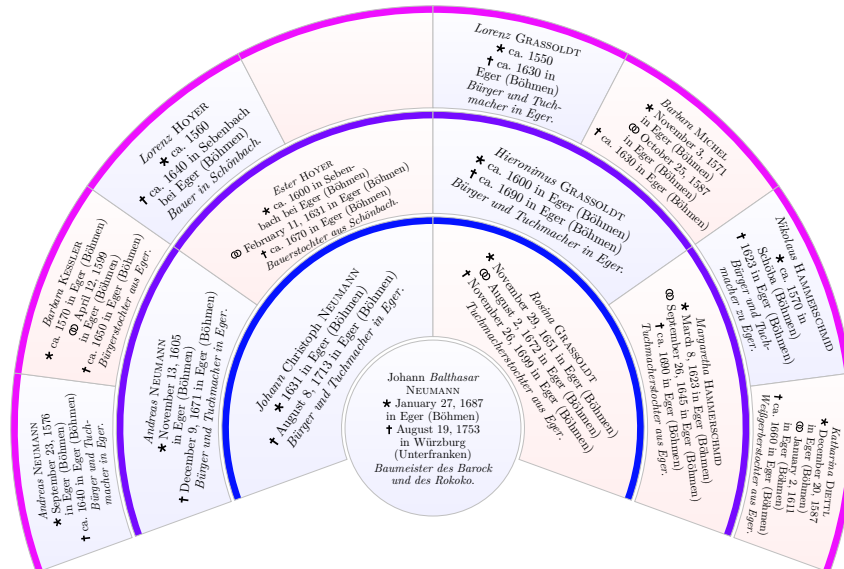 Johann Balthasar
NEUMANN
★ January 27, 1687
in Eger (Böhmen)
✝ August 19, 1753
in Würzburg
(Unterfranken)
Baumeister des Barock
und des Rokoko.
Johann Christoph NEUMANN
★ 1631 in Eger (Böhmen)
✝ August 8, 1713 in Eger (Böhmen)
Bürger und Tuchmacher in Eger.
Rosina GRASSOLDT
★ November 29, 1651 in Eger (Böhmen)
⚭ August 2, 1672 in Eger (Böhmen)
✝ November 26, 1699 in Eger (Böhmen)
Tuchmacherstochter aus Eger.
Andreas NEUMANN
★ November 13, 1605
in Eger (Böhmen)
✝ December 9, 1671 in Eger (Böhmen)
Bürger und Tuchmacher in Eger.
Ester HOYER
★ ca. 1600 in Seben-
bach bei Eger (Böhmen)
⚭ February 11, 1631 in Eger (Böhmen)
✝ ca. 1670 in Eger (Böhmen)
Bauerstochter aus Schönbach.
Hieronimus GRASSOLDT
★ ca. 1600 in Eger (Böhmen)
✝ ca. 1690 in Eger (Böhmen)
Bürger und Tuchmacher in Eger.
Margaretha HAMMERSCHMID
★ March 8, 1623 in Eger (Böhmen)
⚭ September 26, 1645 in Eger (Böhmen)
✝ ca. 1690 in Eger (Böhmen)
Tuchmacherstochter aus Eger.
Andreas NEUMANN
★ September 23, 1576
in Eger (Böhmen)
✝ ca. 1640 in Eger (Böhmen)
Bürger und Tuch-
macher in Eger.
Barbara KESSLER
★ ca. 1570 in Eger (Böhmen)
⚭ April 12, 1599
in Eger (Böhmen)
✝ ca. 1650 in Eger (Böhmen)
Bürgerstochter aus Eger.
Lorenz HOYER
★ ca. 1560
✝ ca. 1640 in Sebenbach
bei Eger (Böhmen)
Bauer in Schönbach.
Lorenz GRASSOLDT
★ ca. 1550
✝ ca. 1630 in
Eger (Böhmen)
Bürger und Tuch-
macher in Eger.
Barbara MICHEL
★ November 3, 1571
in Eger (Böhmen)
⚭ October 25, 1587
in Eger (Böhmen)
✝ ca. 1630 in Eger (Böhmen)
Nikolaus HAMMERSCHMID
★ ca. 1570 in
Schöba (Böhmen)
✝ 1623 in Eger (Böhmen)
Bürger und Tuch-
macher zu Eger.
Katharina DIETTL
★ December 20, 1587
in Eger (Böhmen)
⚭ January 2, 1611
in Eger (Böhmen)
✝ ca. 1660 in Eger (Böhmen)
Weißgerberstochter aus Eger.